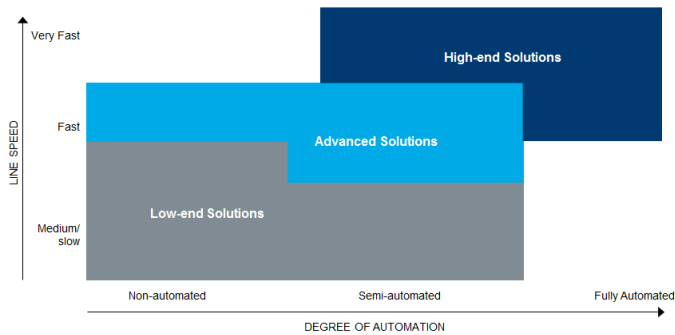 Very Fast
High-end Solutions
LINE SPEED
Fast
Advanced Solutions
Low-end Solutions
Medium/
slow
Non-automated
Semi-automated
Fully Automated
DEGREE OF AUTOMATION